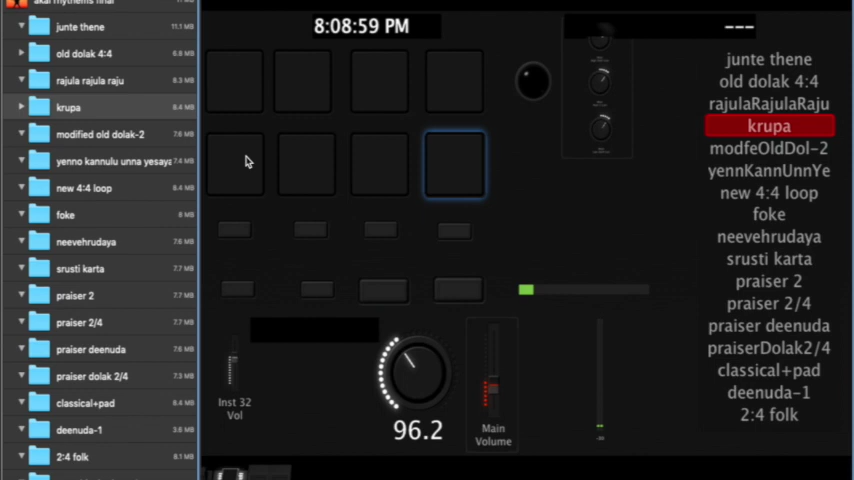 akai rhythems final
junte thene 11.1 MB
old dolak 4:4 6.8 MB
rajula rajula raju 8.3 MB
krupa 8.4 MB
modified old dolak-2 7.6 MB
yenno kannulu unna yesaya 7.4 MB
new 4:4 loop 6.4 MB
foke 8 MB
neevehrudaya 7.6 MB
srusti karta 7.7 MB
praiser 2 7.7 MB
praiser 2/4 7.7 MB
praiser deenuda 7.6 MB
praiser dolak 2/4 7.3 MB
classical+pad 8.4 MB
deenuda-1 3.8 MB
2:4 folk 8.1 MB
8:08:59 PM
---
Inst 32
Vol
96.2
Main
Volume
junte thene
old dolak 4:4
rajulaRajulaRaju
krupa
modfeOldDol-2
yennKannUnnYe
new 4:4 loop
foke
neevehrudaya
srusti karta
praiser 2
praiser 2/4
praiser deenuda
praiserDolak2/4
classical+pad
deenuda-1
2:4 folk